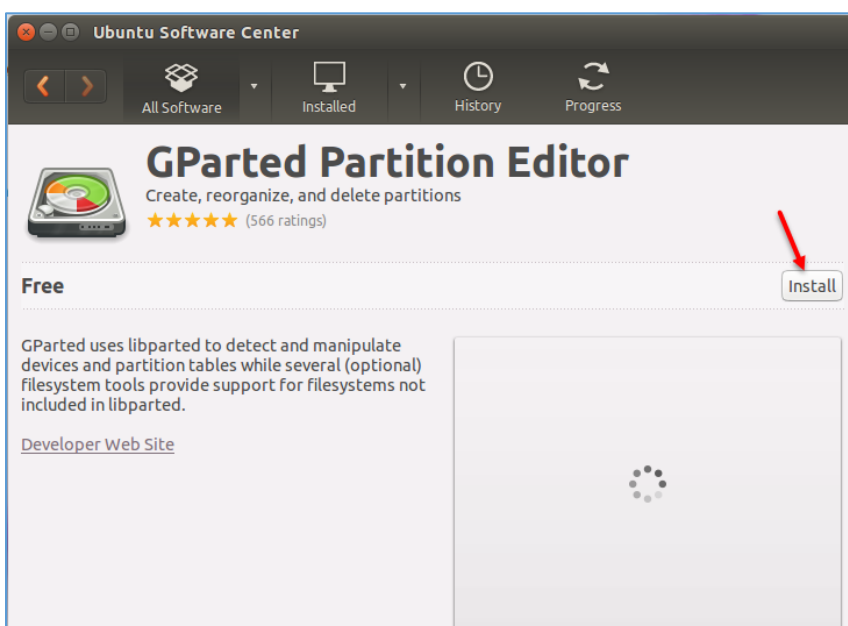 Ubuntu Software Center
All Software
Installed
History
Progress
GParted Partition Editor
Create, reorganize, and delete partitions
(566 ratings)
Free
Install
GParted uses libparted to detect and manipulate
devices and partition tables while several (optional)
filesystem tools provide support for filesystems not
included in libparted.
Developer Web Site